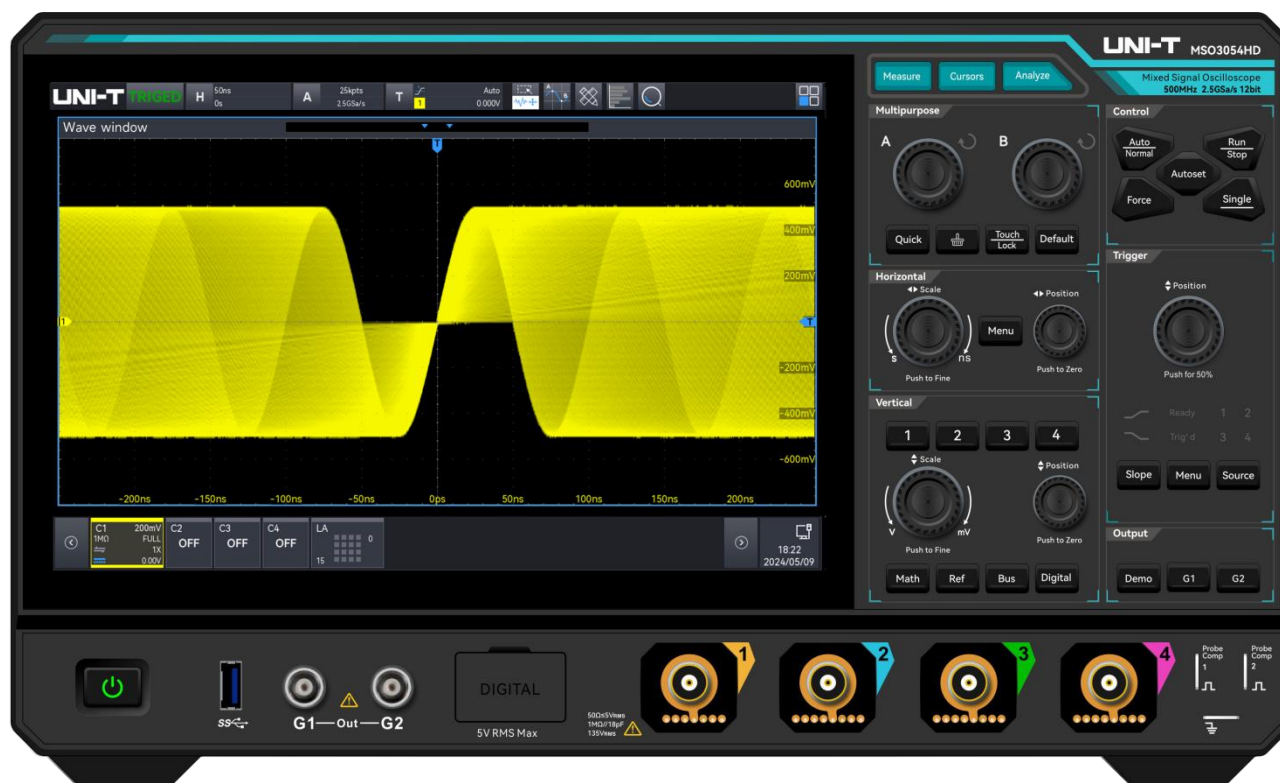 UNI-T MSO3054HD
Mixed Signal Oscilloscope
500MHz 2.5GSa/s 12bit
UNI-T TRIGED H 50ns 0s A 25kpts 2.5GSa/s T 1 Auto 0.000V
Wave window
T
600mV
400mV
200mV
1
T
-200mV
-400mV
-600mV
-200ns -150ns -100ns -50ns 0ps 50ns 100ns 150ns 200ns
C1 200mV
1MΩ FULL
1X
0.00V
C2 OFF
C3 OFF
C4 OFF
LA 0
15
18:22
2024/05/09
Measure Cursors Analyze
Multipurpose
A B
Quick Touch Lock Default
Horizontal
Scale Position
s ns
Menu
Push to Fine Push to Zero
Vertical
1 2 3 4
Scale Position
V mV
Push to Fine Push to Zero
Math Ref Bus Digital
Control
Auto Normal
Run Stop
Autoset
Force Single
Trigger
Position
Push for 50%
Ready 1 2
Trig'd 3 4
Slope Menu Source
Output
Demo G1 G2
SS
G1 Out G2
DIGITAL
5V RMS Max
50Ω≤5VRMS
1MΩ//18pF
135VRMS
1 2 3 4
Probe Comp 1
Probe Comp 2